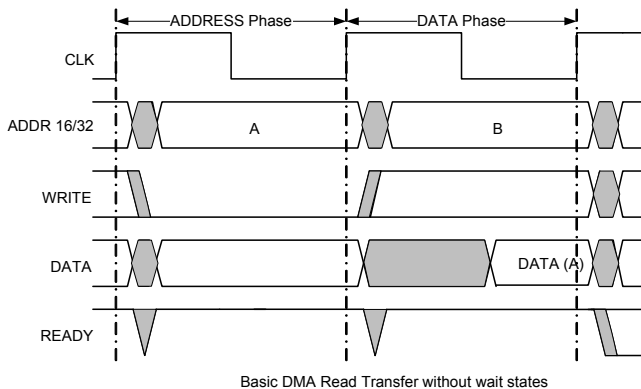 ADDRESS Phase DATA Phase
CLK
ADDR 16/32 A B
WRITE
DATA DATA (A)
READY
Basic DMA Read Transfer without wait states